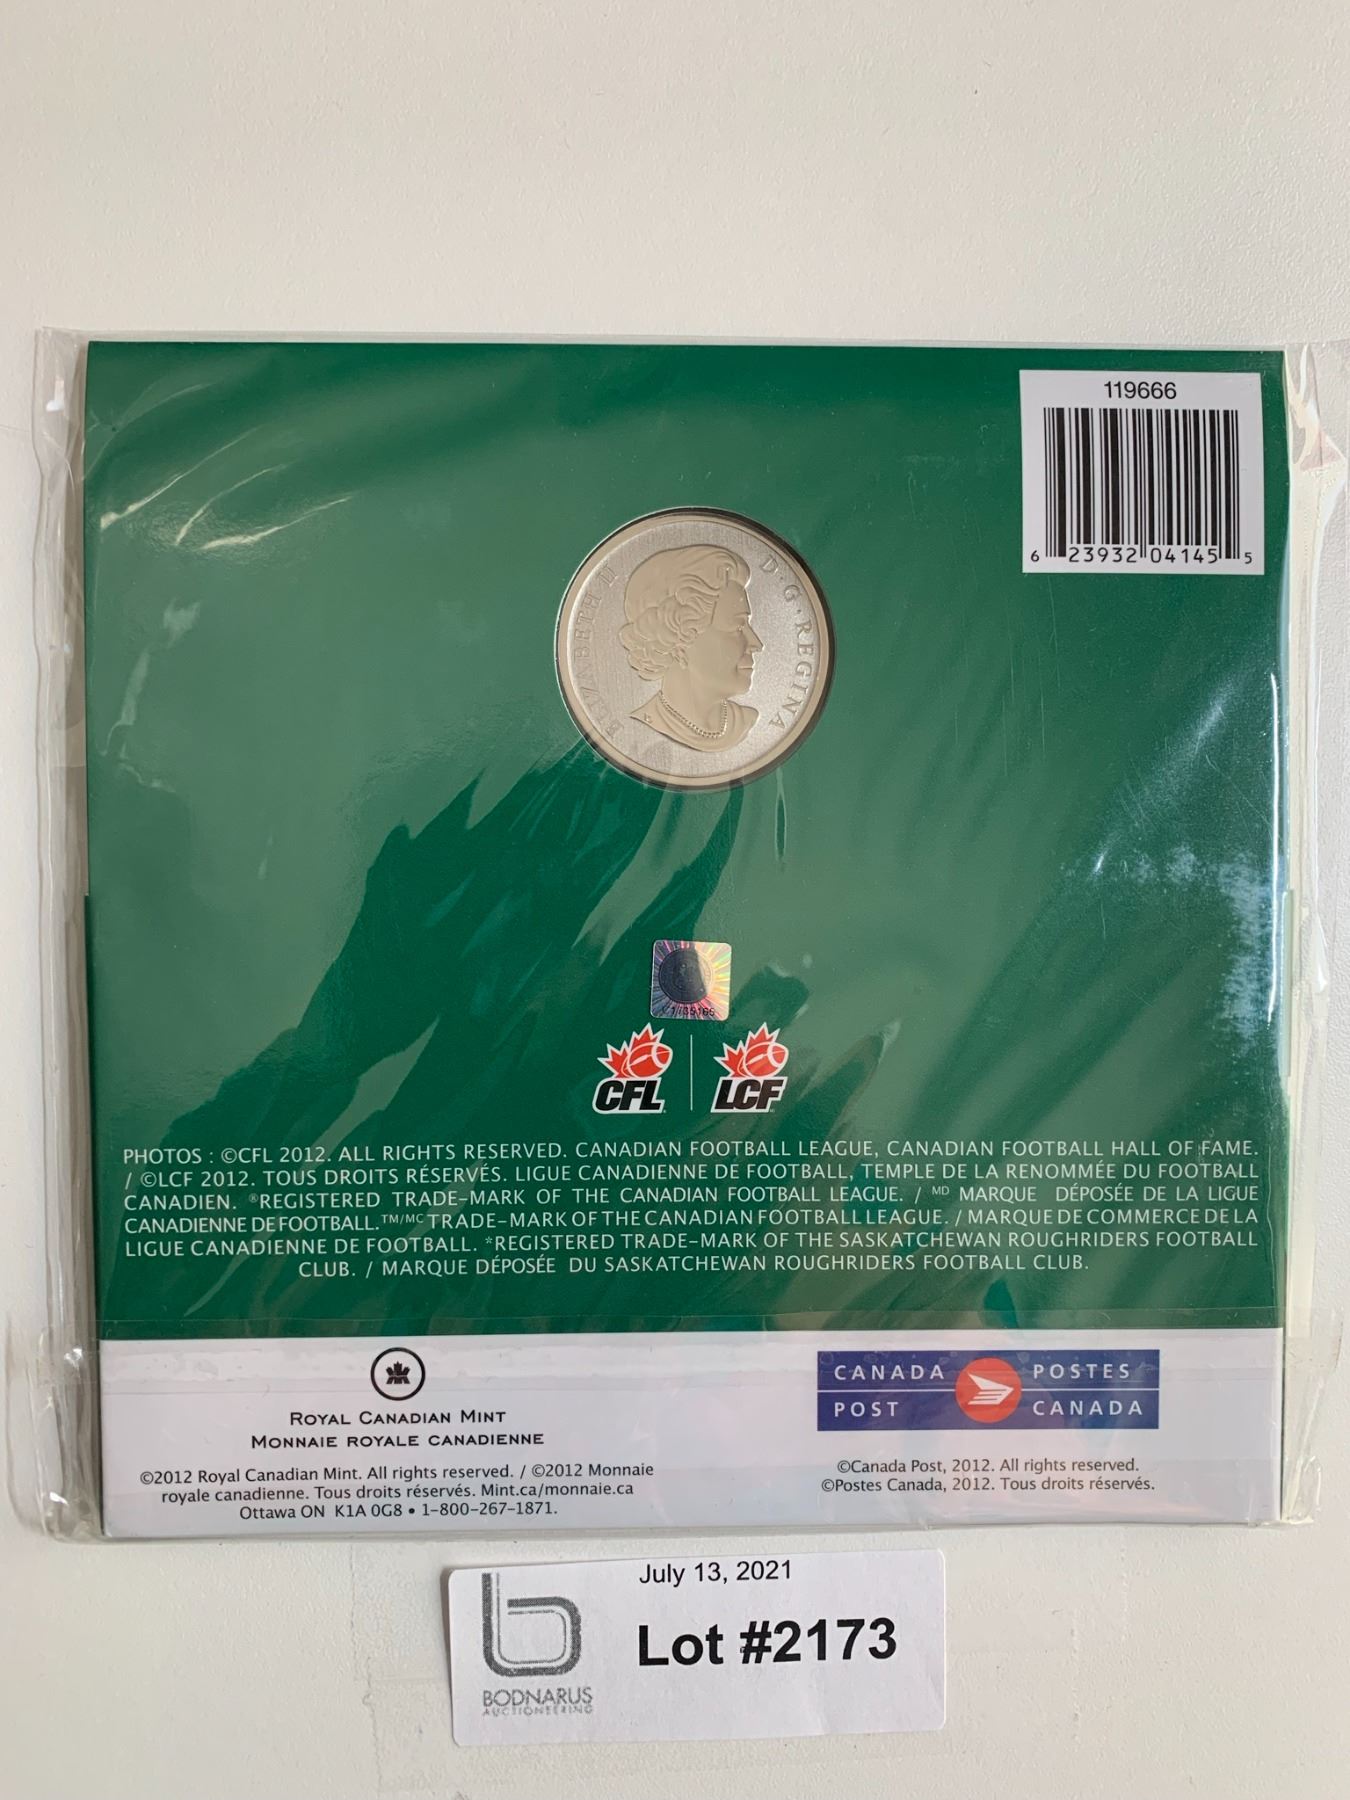 119666
6 23932 04145 5
ELIZABETH II D·G·REGINA
CFL LCF
PHOTOS : ©CFL 2012. ALL RIGHTS RESERVED. CANADIAN FOOTBALL LEAGUE, CANADIAN FOOTBALL HALL OF FAME.
/ ©LCF 2012. TOUS DROITS RÉSERVÉS. LIGUE CANADIENNE DE FOOTBALL, TEMPLE DE LA RENOMMÉE DU FOOTBALL
CANADIEN. ®REGISTERED TRADE-MARK OF THE CANADIAN FOOTBALL LEAGUE. / MD MARQUE DÉPOSÉE DE LA LIGUE
CANADIENNE DE FOOTBALL.TM/MC TRADE-MARK OF THE CANADIAN FOOTBALL LEAGUE. / MARQUE DE COMMERCE DE LA
LIGUE CANADIENNE DE FOOTBALL. *REGISTERED TRADE-MARK OF THE SASKATCHEWAN ROUGHRIDERS FOOTBALL
CLUB. / MARQUE DÉPOSÉE DU SASKATCHEWAN ROUGHRIDERS FOOTBALL CLUB.
ROYAL CANADIAN MINT
MONNAIE ROYALE CANADIENNE
©2012 Royal Canadian Mint. All rights reserved. / ©2012 Monnaie
royale canadienne. Tous droits réservés. Mint.ca/monnaie.ca
Ottawa ON K1A 0G8 • 1-800-267-1871.
CANADA POSTES
POST CANADA
©Canada Post, 2012. All rights reserved.
©Postes Canada, 2012. Tous droits réservés.
July 13, 2021
Lot #2173
BODNARUS
AUCTIONEERING